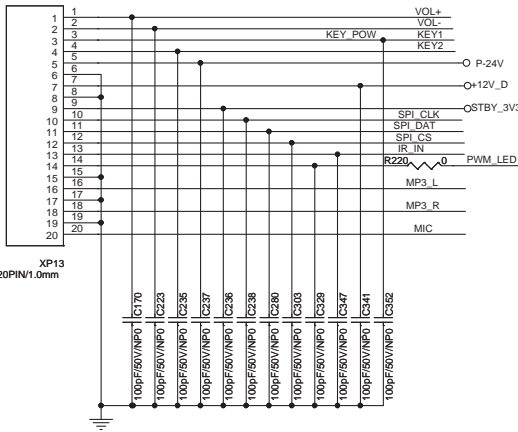 1 1 VOL+
2 2 VOL-
3 3 KEY_POW KEY1
4 4 KEY2
5 5 P-24V
6 6
7 7 +12V_D
8 8
9 9 STBY_3V3
10 10 SPI_CLK
11 11 SPI_DAT
12 12 SPI_CS
13 13 IR_IN
14 14 R220 0 PWM_LED
15 15
16 16 MP3_L
17 17
18 18 MP3_R
19 19
20 20 MIC
XP13
20PIN/1.0mm
C170 100pF/50V/NP0
C223 100pF/50V/NP0
C235 100pF/50V/NP0
C237 100pF/50V/NP0
C236 100pF/50V/NP0
C238 100pF/50V/NP0
C280 100pF/50V/NP0
C303 100pF/50V/NP0
C329 100pF/50V/NP0
C347 100pF/50V/NP0
C341 100pF/50V/NP0
C352 100pF/50V/NP0